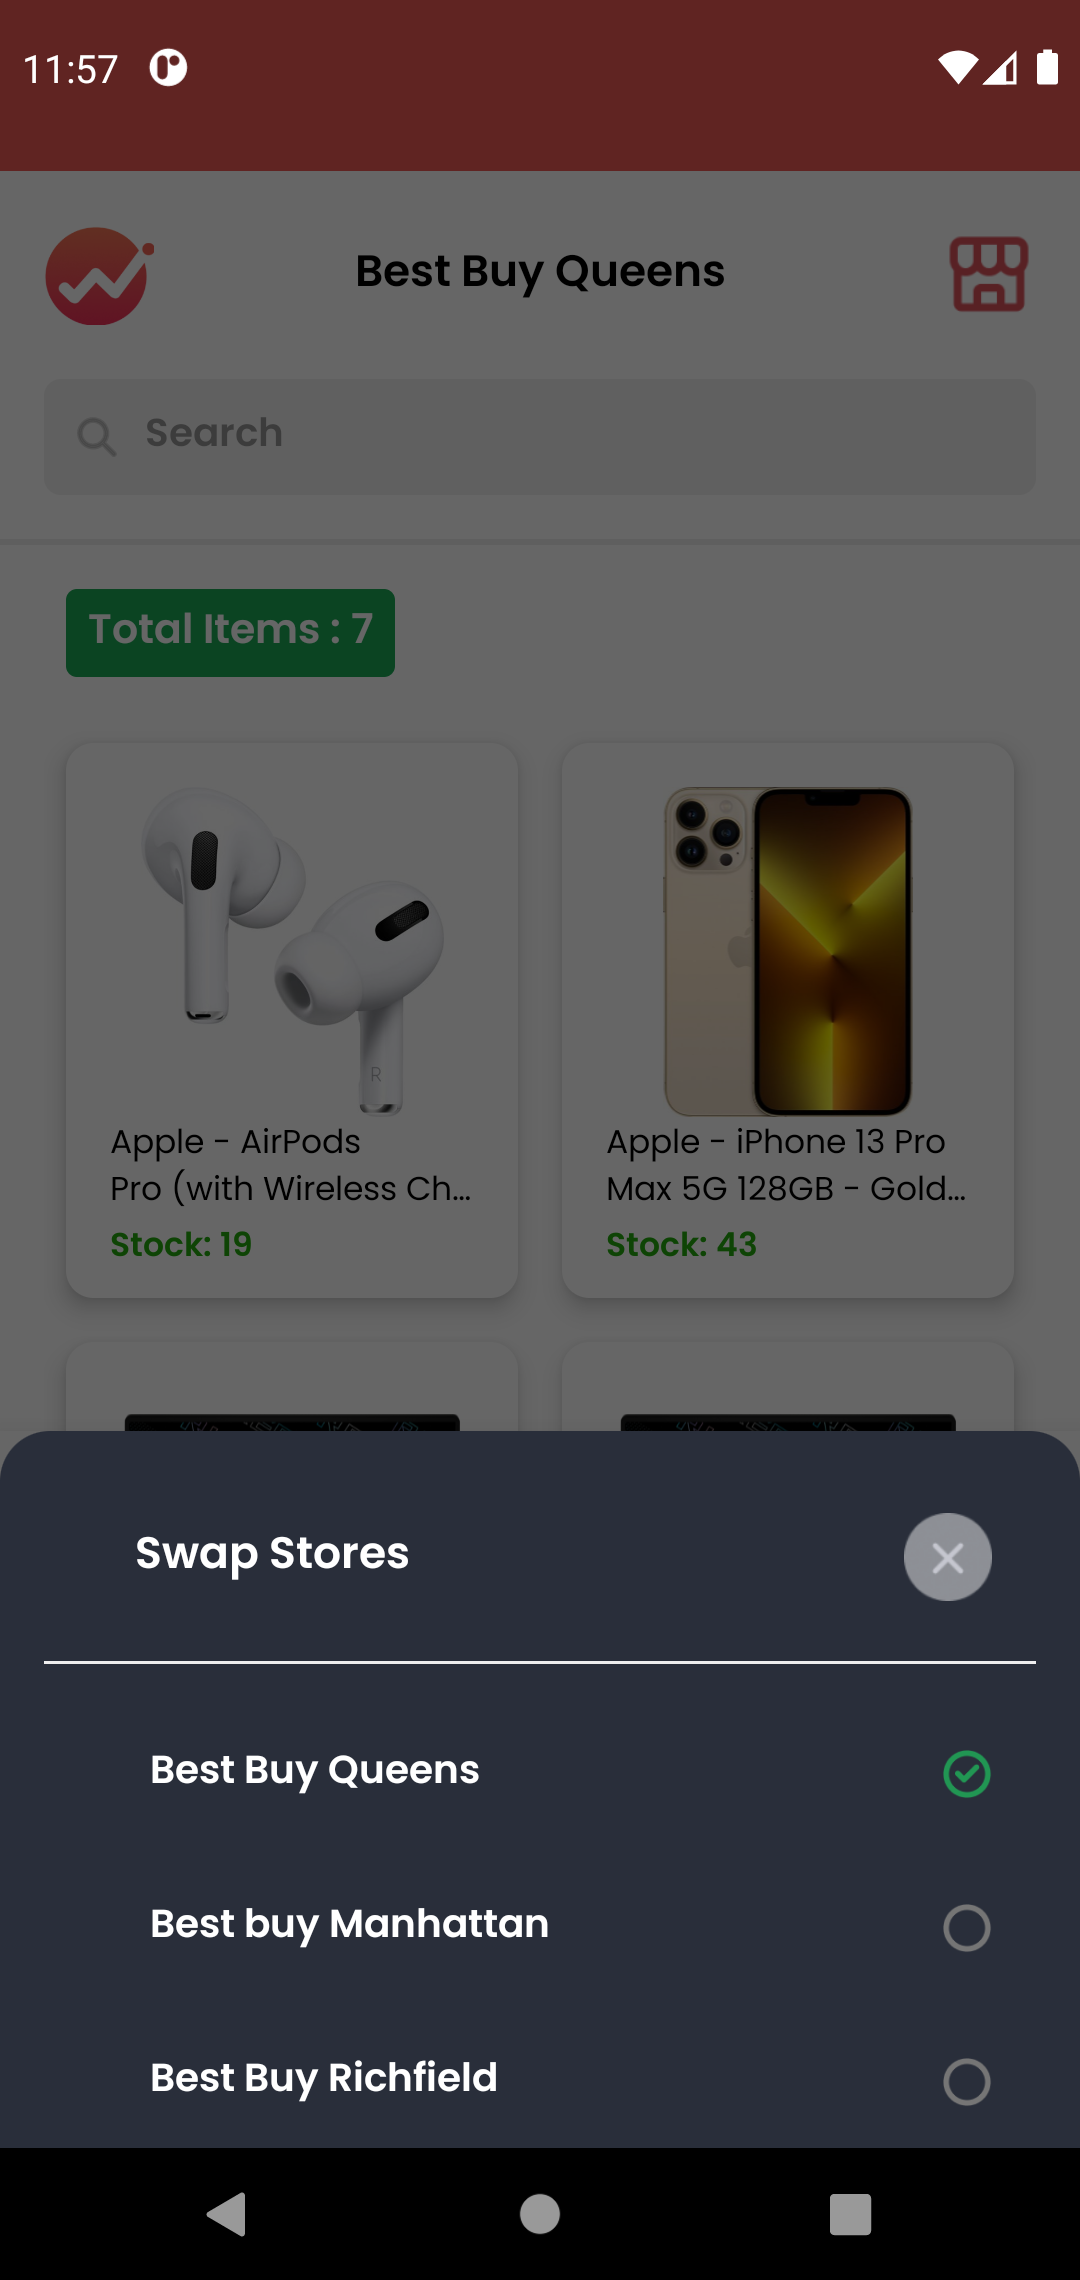 11:57
Best Buy Queens
Search
Total Items : 7
R
Apple - AirPods
Pro (with Wireless Ch...
Stock: 19
Apple - iPhone 13 Pro
Max 5G 128GB - Gold...
Stock: 43
Swap Stores
Best Buy Queens
Best buy Manhattan
Best Buy Richfield